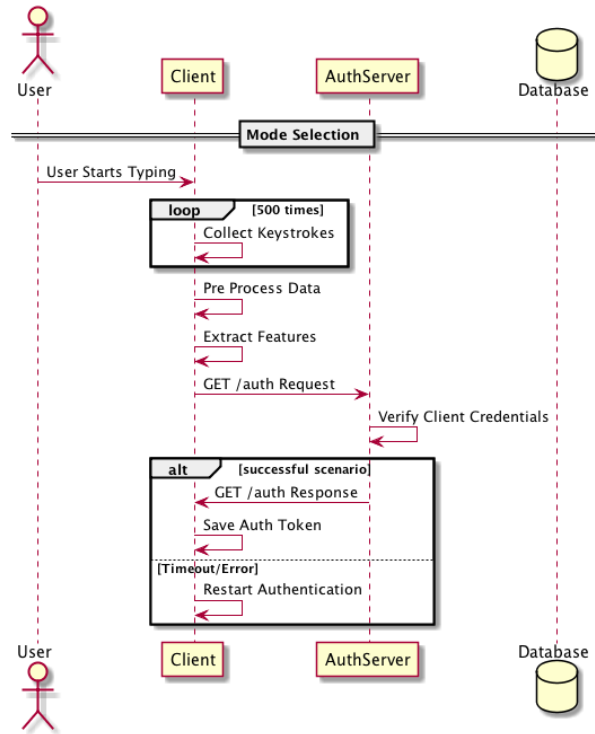 User
Client
AuthServer
Database
Mode Selection
User Starts Typing
loop [500 times]
Collect Keystrokes
Pre Process Data
Extract Features
GET /auth Request
Verify Client Credentials
alt [successful scenario]
GET /auth Response
Save Auth Token
[Timeout/Error]
Restart Authentication
User
Client
AuthServer
Database